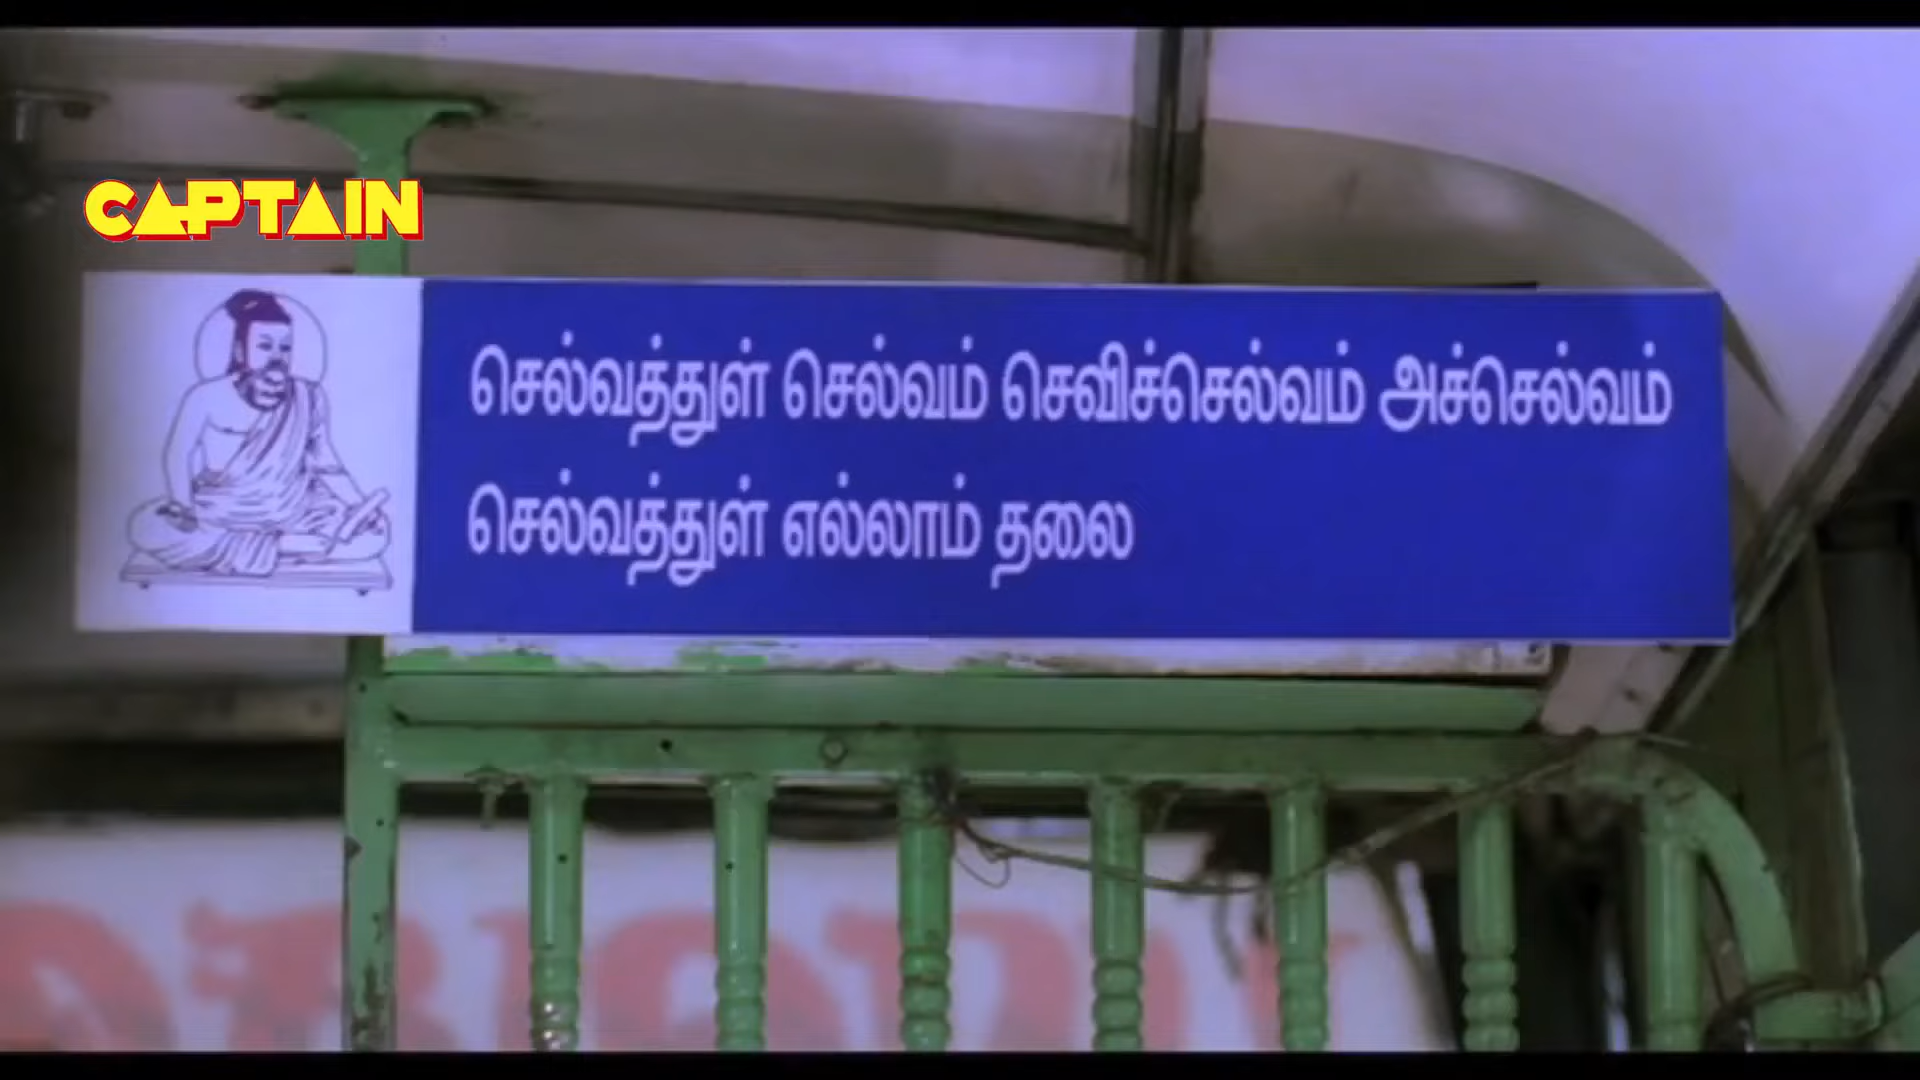 CAPTAIN
செல்வத்துள் செல்வம் செவிச்செல்வம் அச்செல்வம்
செல்வத்துள் எல்லாம் தலை